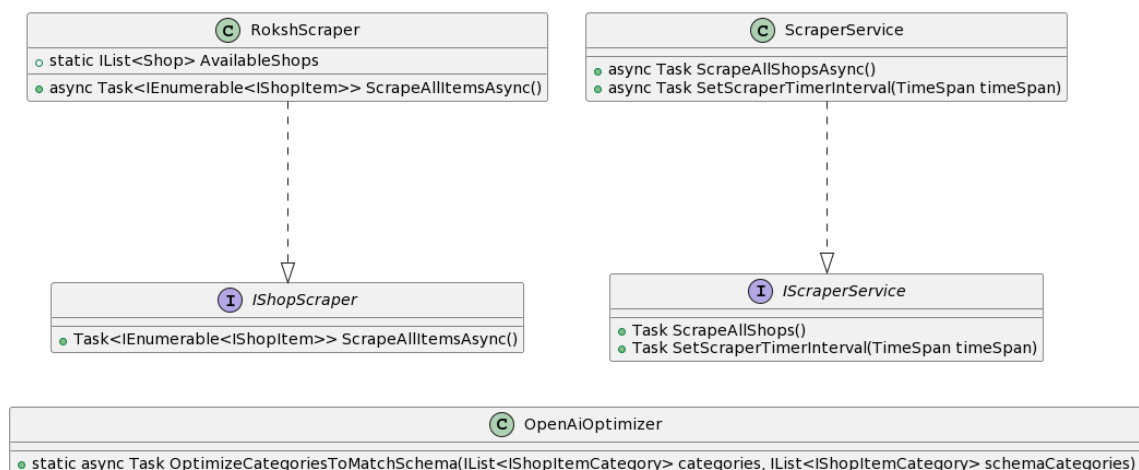 C RokshScraper
static IList<Shop> AvailableShops
async Task<IEnumerable<IShopItem>> ScrapeAllItemsAsync()
C ScraperService
async Task ScrapeAllShopsAsync()
async Task SetScraperTimerInterval(TimeSpan timeSpan)
I IShopScraper
Task<IEnumerable<IShopItem>> ScrapeAllItemsAsync()
I IScraperService
Task ScrapeAllShops()
Task SetScraperTimerInterval(TimeSpan timeSpan)
C OpenAiOptimizer
static async Task OptimizeCategoriesToMatchSchema(IList<IShopItemCategory> categories, IList<IShopItemCategory> schemaCategories)